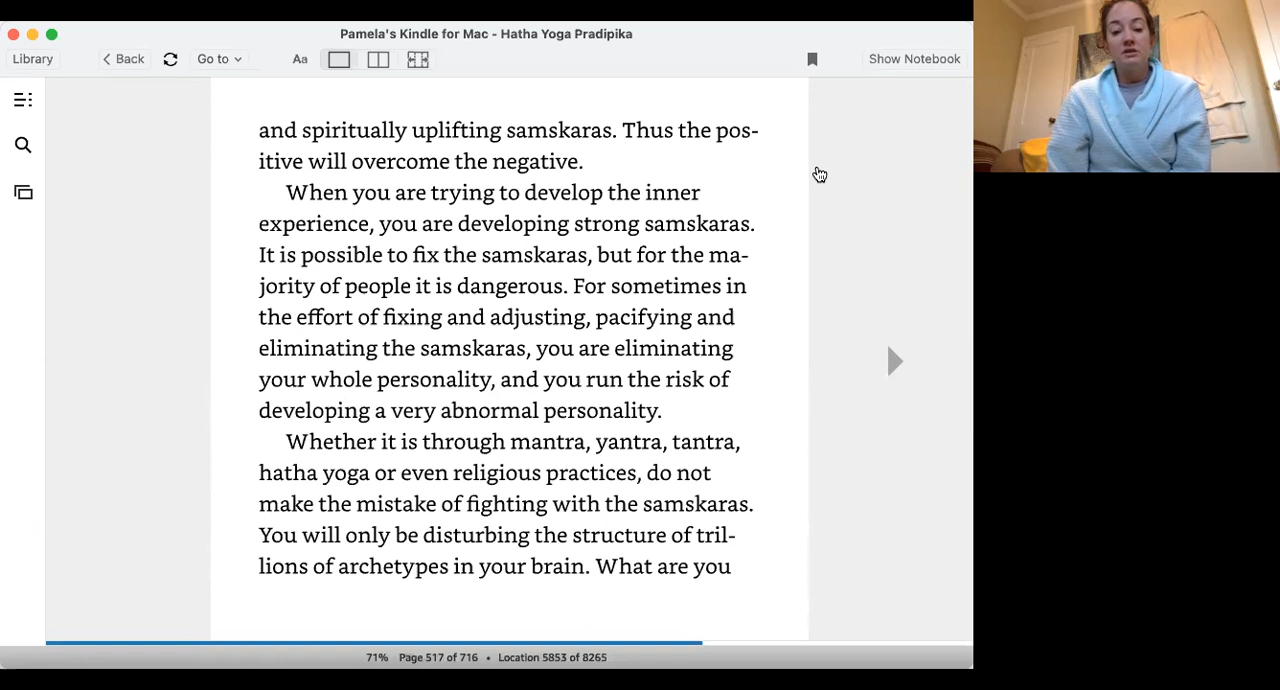 Pamela's Kindle for Mac - Hatha Yoga Pradipika
Library
Back
Go to
Aa
Show Notebook
and spiritually uplifting samskaras. Thus the pos-
itive will overcome the negative.
When you are trying to develop the inner
experience, you are developing strong samskaras.
It is possible to fix the samskaras, but for the ma-
jority of people it is dangerous. For sometimes in
the effort of fixing and adjusting, pacifying and
eliminating the samskaras, you are eliminating
your whole personality, and you run the risk of
developing a very abnormal personality.
Whether it is through mantra, yantra, tantra,
hatha yoga or even religious practices, do not
make the mistake of fighting with the samskaras.
You will only be disturbing the structure of tril-
lions of archetypes in your brain. What are you
71% Page 517 of 716 • Location 5853 of 8265